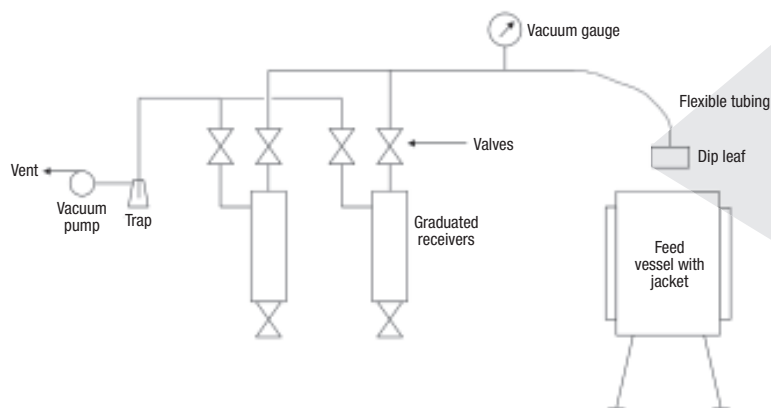 Vacuum gauge
Flexible tubing
Valves
Dip leaf
Vent
Vacuum
pump
Trap
Graduated
receivers
Feed
vessel with
jacket